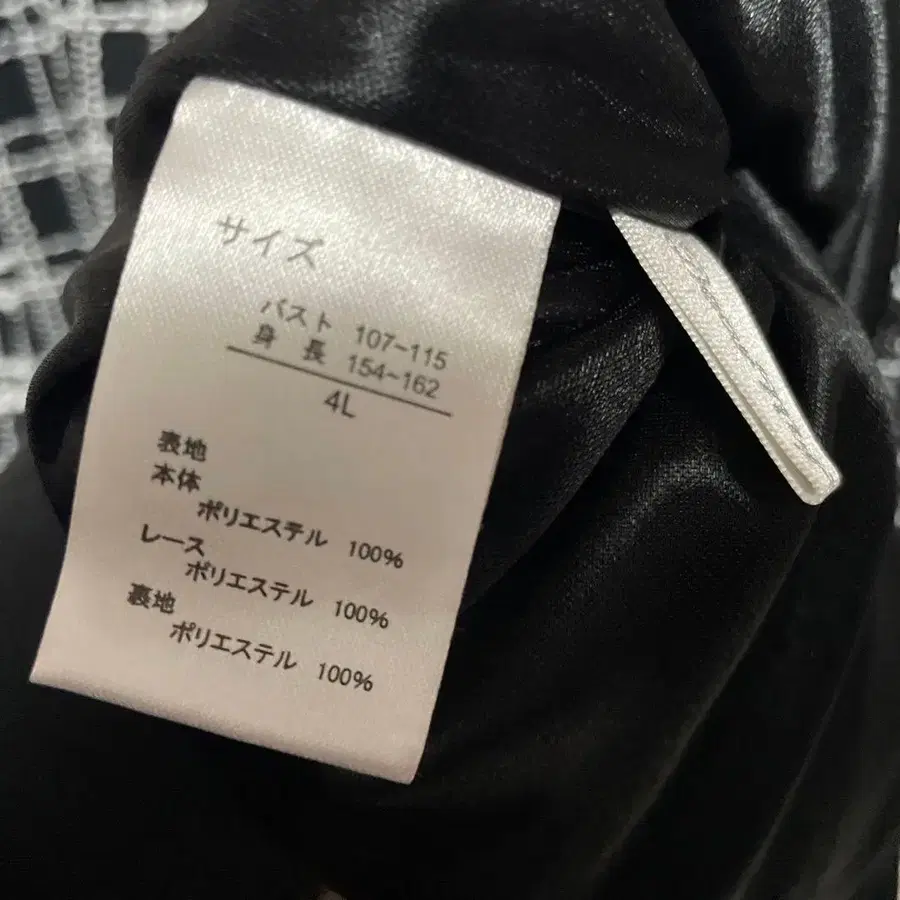 サイズ
バスト 107~115
身長 154~162
4L
表地
本体
ポリエステル 100%
レース
ポリエステル 100%
裏地
ポリエステル 100%